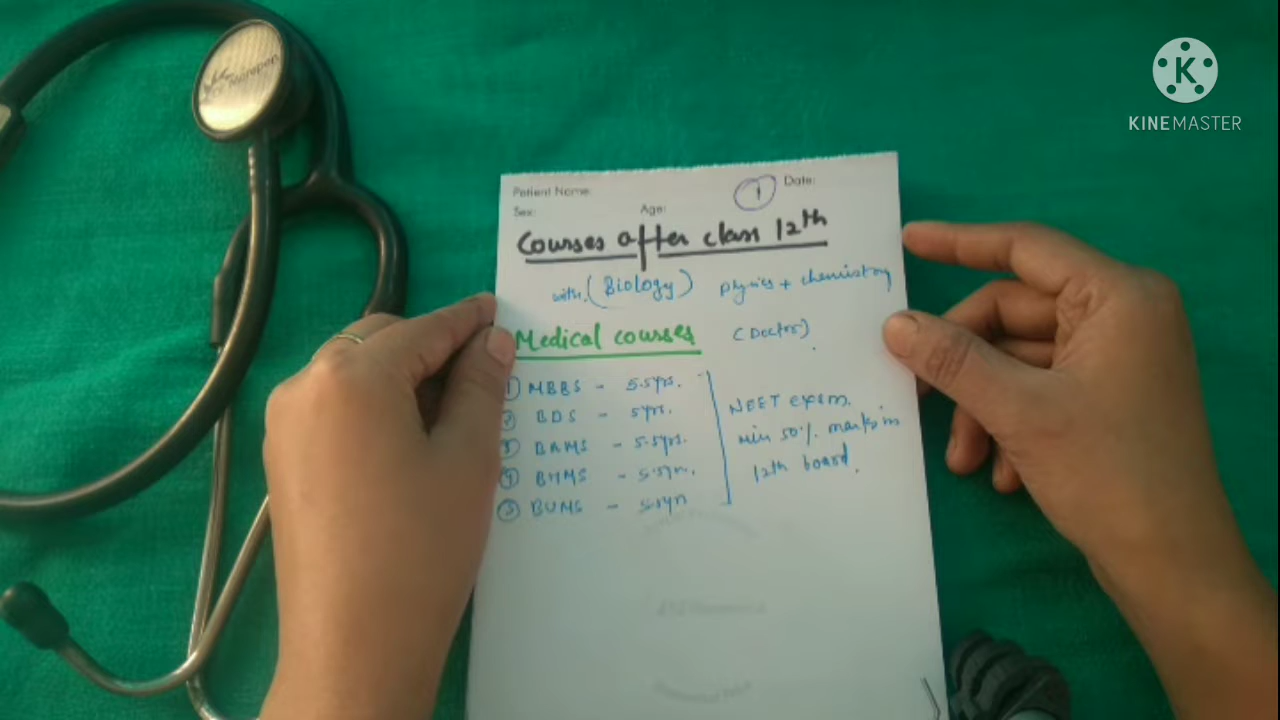 K
KINEMASTER
Patient Name: Date:
1
Sex: Age:
Courses after class 12th
with (Biology) physics + chemistry
Medical courses (Doctor)
1 MBBS - 5.5yrs.
2 BDS - 5yrs.
3 BAMS - 5.5yrs.
4 BHMS - 5.5yrs.
5 BUMS - 5.5yrs
NEET exam.
min 50% marks in
12th board.